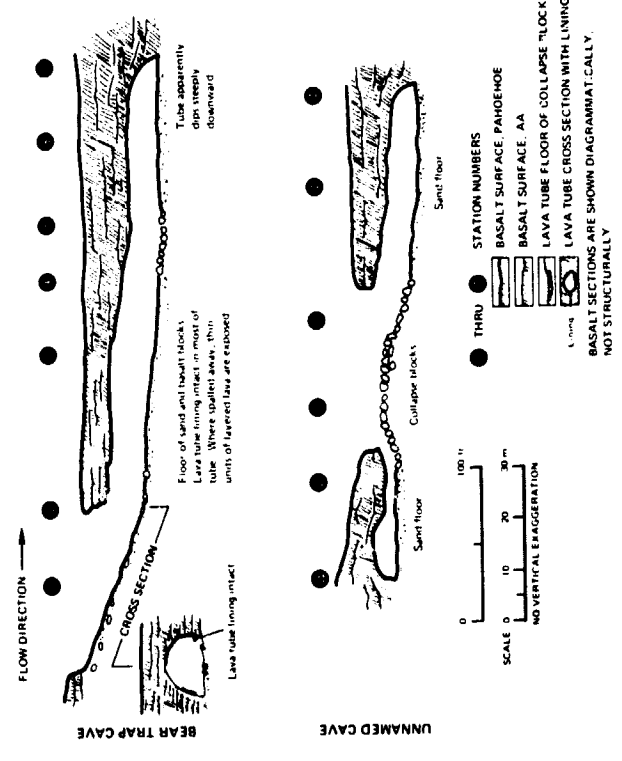 BEAR TRAP CAVE
FLOW DIRECTION
CROSS SECTION
Lava tube lining intact
Floor of sand and basalt blocks
Lava tube lining intact in most of
tube Where spalled away, thin
units of layered lava are exposed
Tube apparently
dips steeply
downward
UNNAMED CAVE
Sand floor
Collapse blocks
Sand floor
SCALE
0
100 ft
0 10 20 30 m
NO VERTICAL EXAGGERATION
THRU STATION NUMBERS
BASALT SURFACE, PAHOEHOE
BASALT SURFACE, AA
LAVA TUBE FLOOR OF COLLAPSE BLOCK
Lining LAVA TUBE CROSS SECTION WITH LINING
BASALT SECTIONS ARE SHOWN DIAGRAMMATICALLY,
NOT STRUCTURALLY